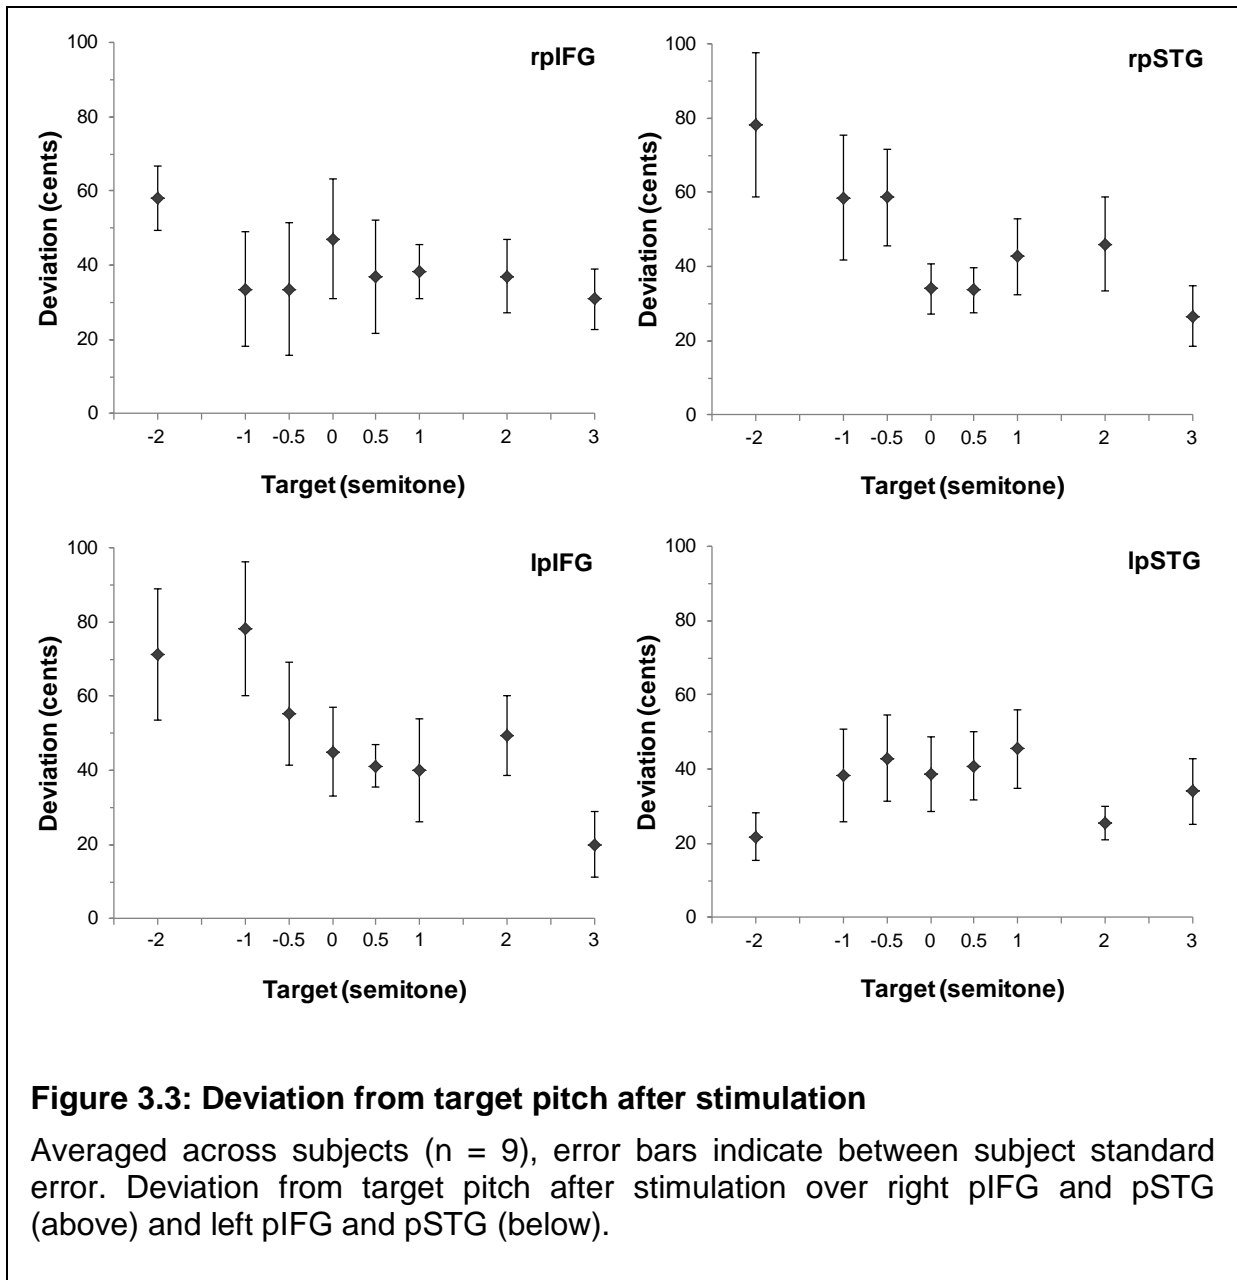 rpIFG
Deviation (cents)
100
80
60
40
20
0
-2 -1 -0.5 0 0.5 1 2 3
Target (semitone)
rpSTG
Deviation (cents)
100
80
60
40
20
0
-2 -1 -0.5 0 0.5 1 2 3
Target (semitone)
lpIFG
Deviation (cents)
100
80
60
40
20
0
-2 -1 -0.5 0 0.5 1 2 3
Target (semitone)
lpSTG
Deviation (cents)
100
80
60
40
20
0
-2 -1 -0.5 0 0.5 1 2 3
Target (semitone)
Figure 3.3: Deviation from target pitch after stimulation
Averaged across subjects (n = 9), error bars indicate between subject standard
error. Deviation from target pitch after stimulation over right pIFG and pSTG
(above) and left pIFG and pSTG (below).